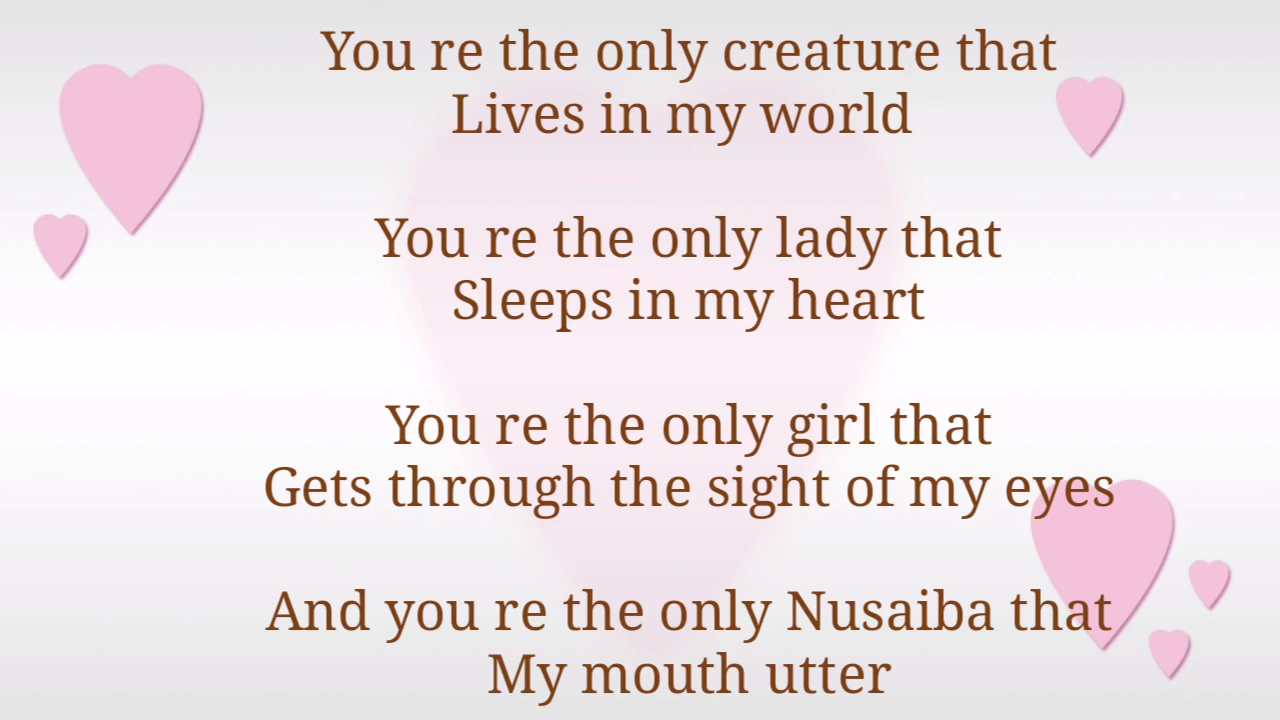 You re the only creature that
Lives in my world
You re the only lady that
Sleeps in my heart
You re the only girl that
Gets through the sight of my eyes
And you re the only Nusaiba that
My mouth utter